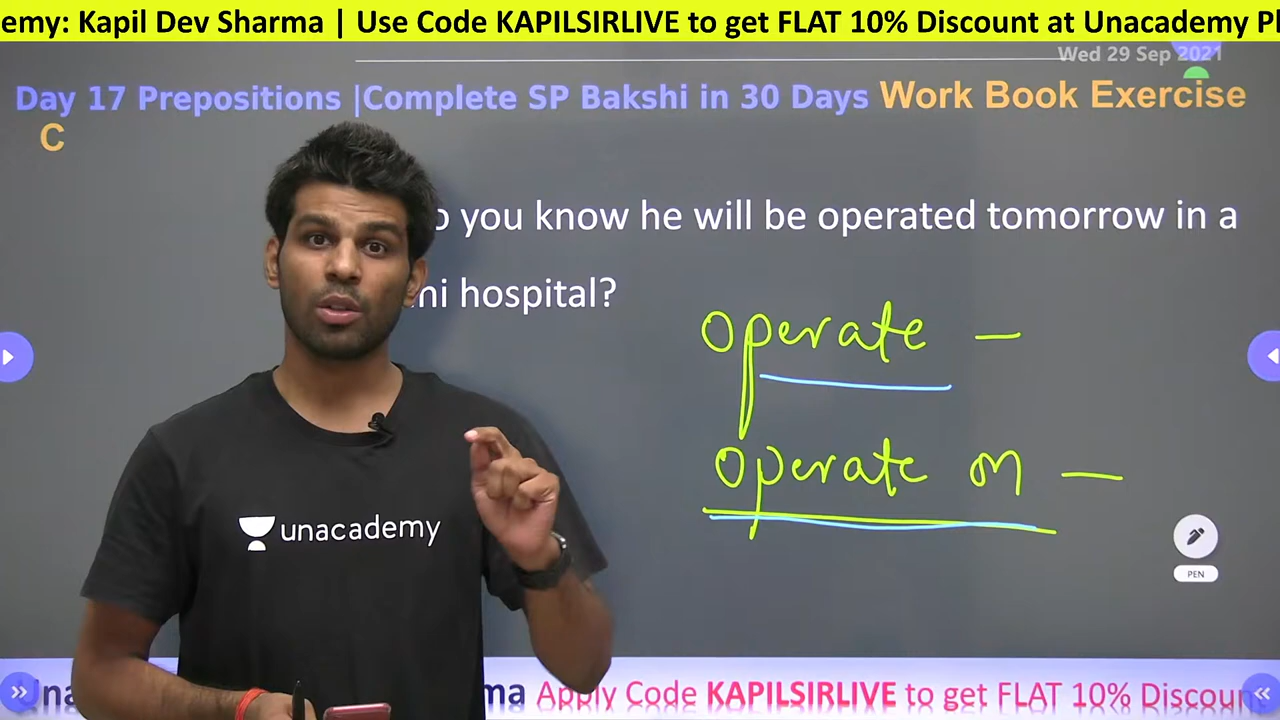 emy: Kapil Dev Sharma | Use Code KAPILSIRLIVE to get FLAT 10% Discount at Unacademy Pl
Wed 29 Sep 2021
Day 17 Prepositions |Complete SP Bakshi in 30 Days Work Book Exercise
C
you know he will be operated tomorrow in a
hospital?
operate –
operate on –
unacademy
PEN
Una ma Apply Code KAPILSIRLIVE to get FLAT 10% Discoun